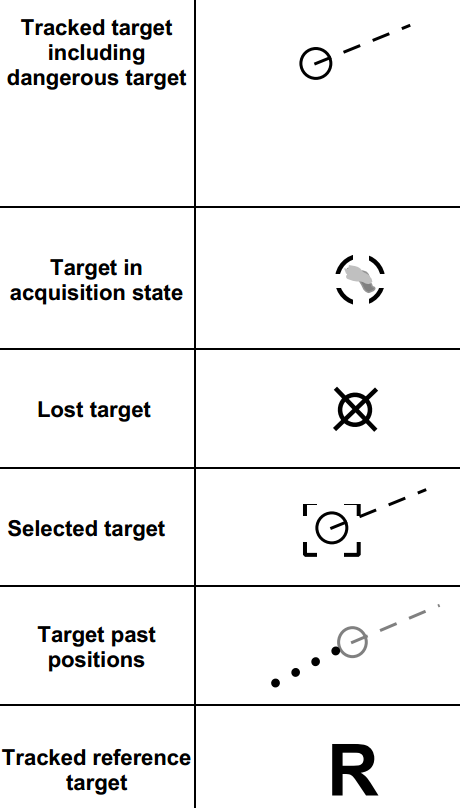 Tracked target
including
dangerous target
Target in
acquisition state
Lost target
Selected target
Target past
positions
Tracked reference
target
R